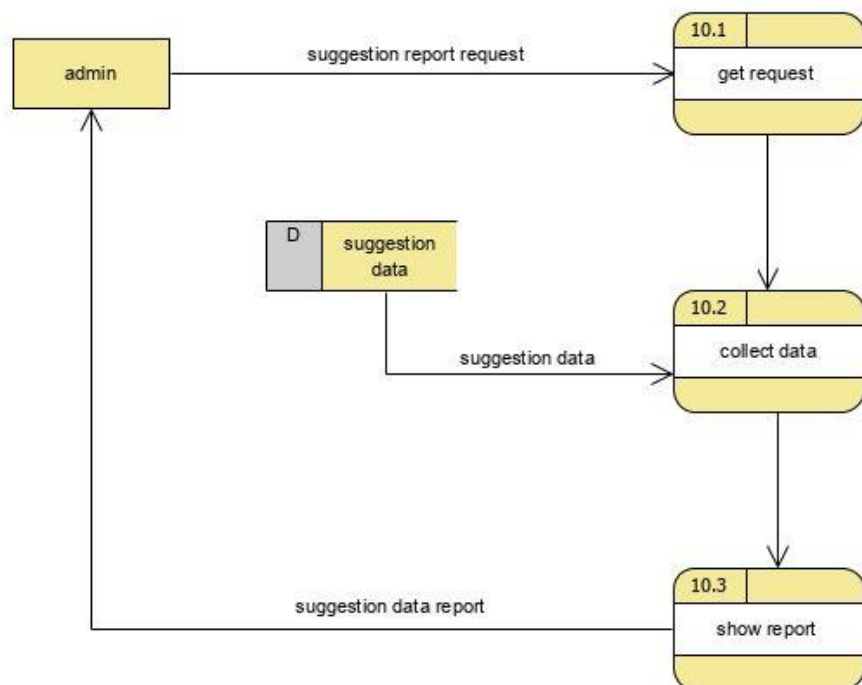 10.1
suggestion report request
admin
get request
D
suggestion
data
10.2
collect data
suggestion data
10.3
suggestion data report
show report